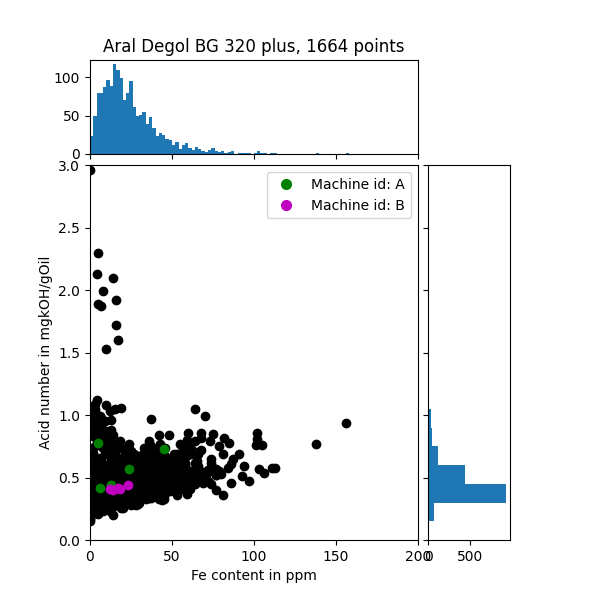 Aral Degol BG 320 plus, 1664 points
100
50
0
3.0
2.5
2.0
1.5
1.0
0.5
0.0
Machine id: A
Machine id: B
Acid number in mgkOH/gOil
0 50 100 150 200
0 500
Fe content in ppm